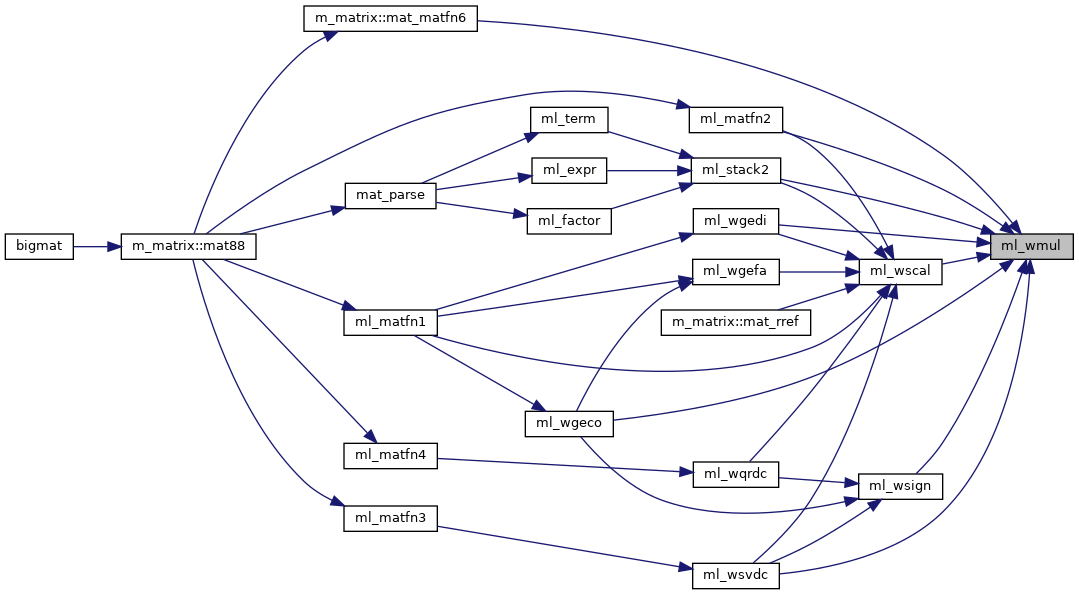 m_matrix::mat_matfn6
ml_matfn2
ml_term
ml_expr
ml_stack2
mat_parse
ml_factor
ml_wgedi
bigmat
m_matrix::mat88
ml_wmul
ml_wgefa
ml_wscal
ml_matfn1
m_matrix::mat_rref
ml_wgeco
ml_matfn4
ml_wqrdc
ml_wsign
ml_matfn3
ml_wsvdc